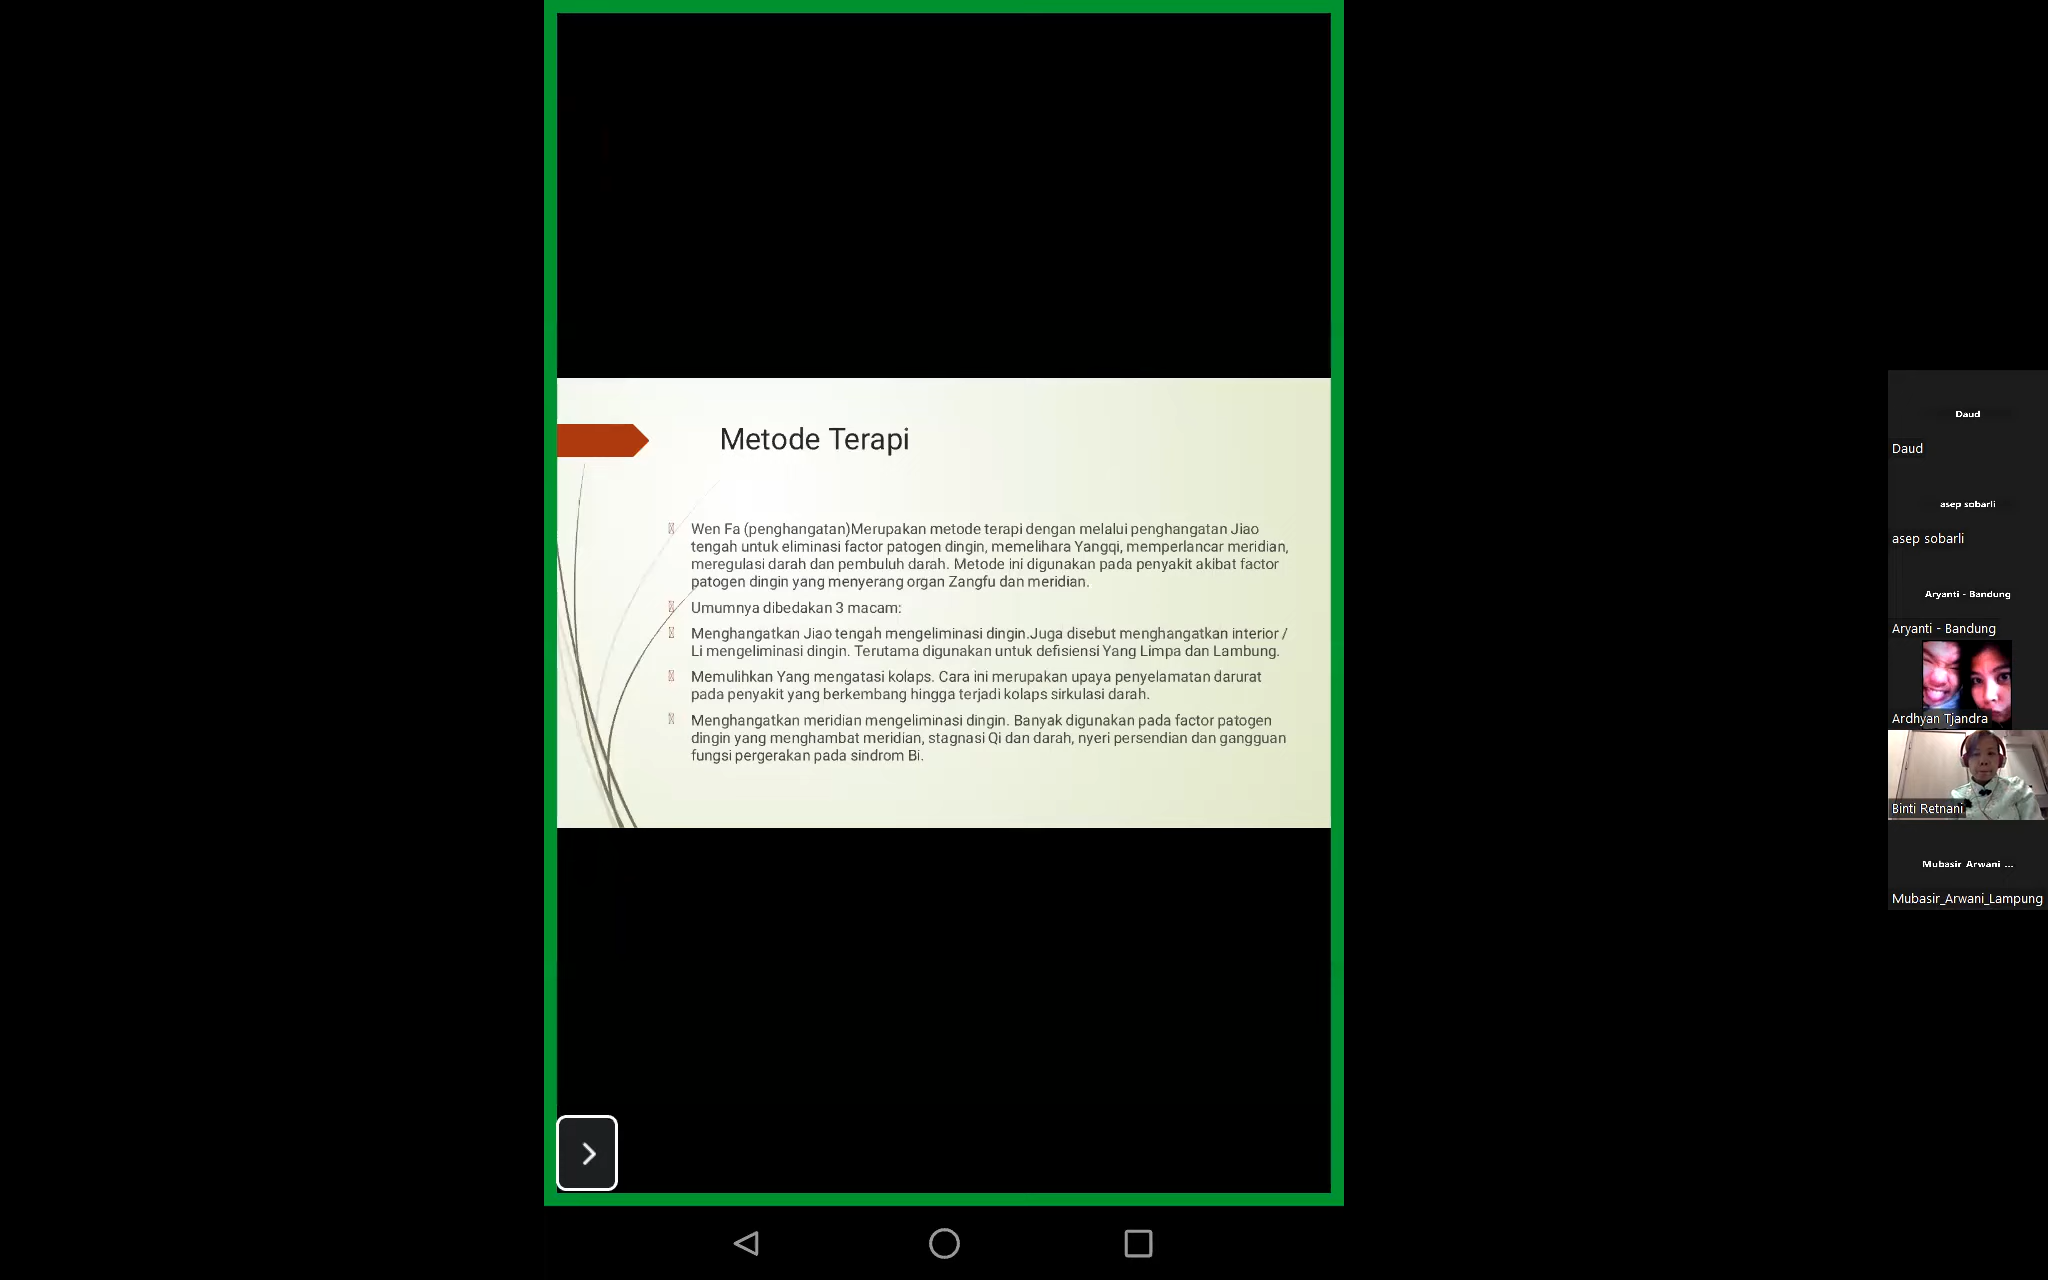 Metode Terapi
Wen Fa (penghangatan)Merupakan metode terapi dengan melalui penghangatan Jiao
tengah untuk eliminasi factor patogen dingin, memelihara Yangqi, memperlancar meridian,
meregulasi darah dan pembuluh darah. Metode ini digunakan pada penyakit akibat factor
patogen dingin yang menyerang organ Zangfu dan meridian.
Umumnya dibedakan 3 macam:
Menghangatkan Jiao tengah mengeliminasi dingin.Juga disebut menghangatkan interior /
Li mengeliminasi dingin. Terutama digunakan untuk defisiensi Yang Limpa dan Lambung.
Memulihkan Yang mengatasi kolaps. Cara ini merupakan upaya penyelamatan darurat
pada penyakit yang berkembang hingga terjadi kolaps sirkulasi darah.
Menghangatkan meridian mengeliminasi dingin. Banyak digunakan pada factor patogen
dingin yang menghambat meridian, stagnasi Qi dan darah, nyeri persendian dan gangguan
fungsi pergerakan pada sindrom Bi.
Daud
Daud
asep sobarli
asep sobarli
Aryanti - Bandung
Aryanti - Bandung
Ardhyan Tjandra
Binti Retnani
Mubasir Arwani ...
Mubasir_Arwani_Lampung